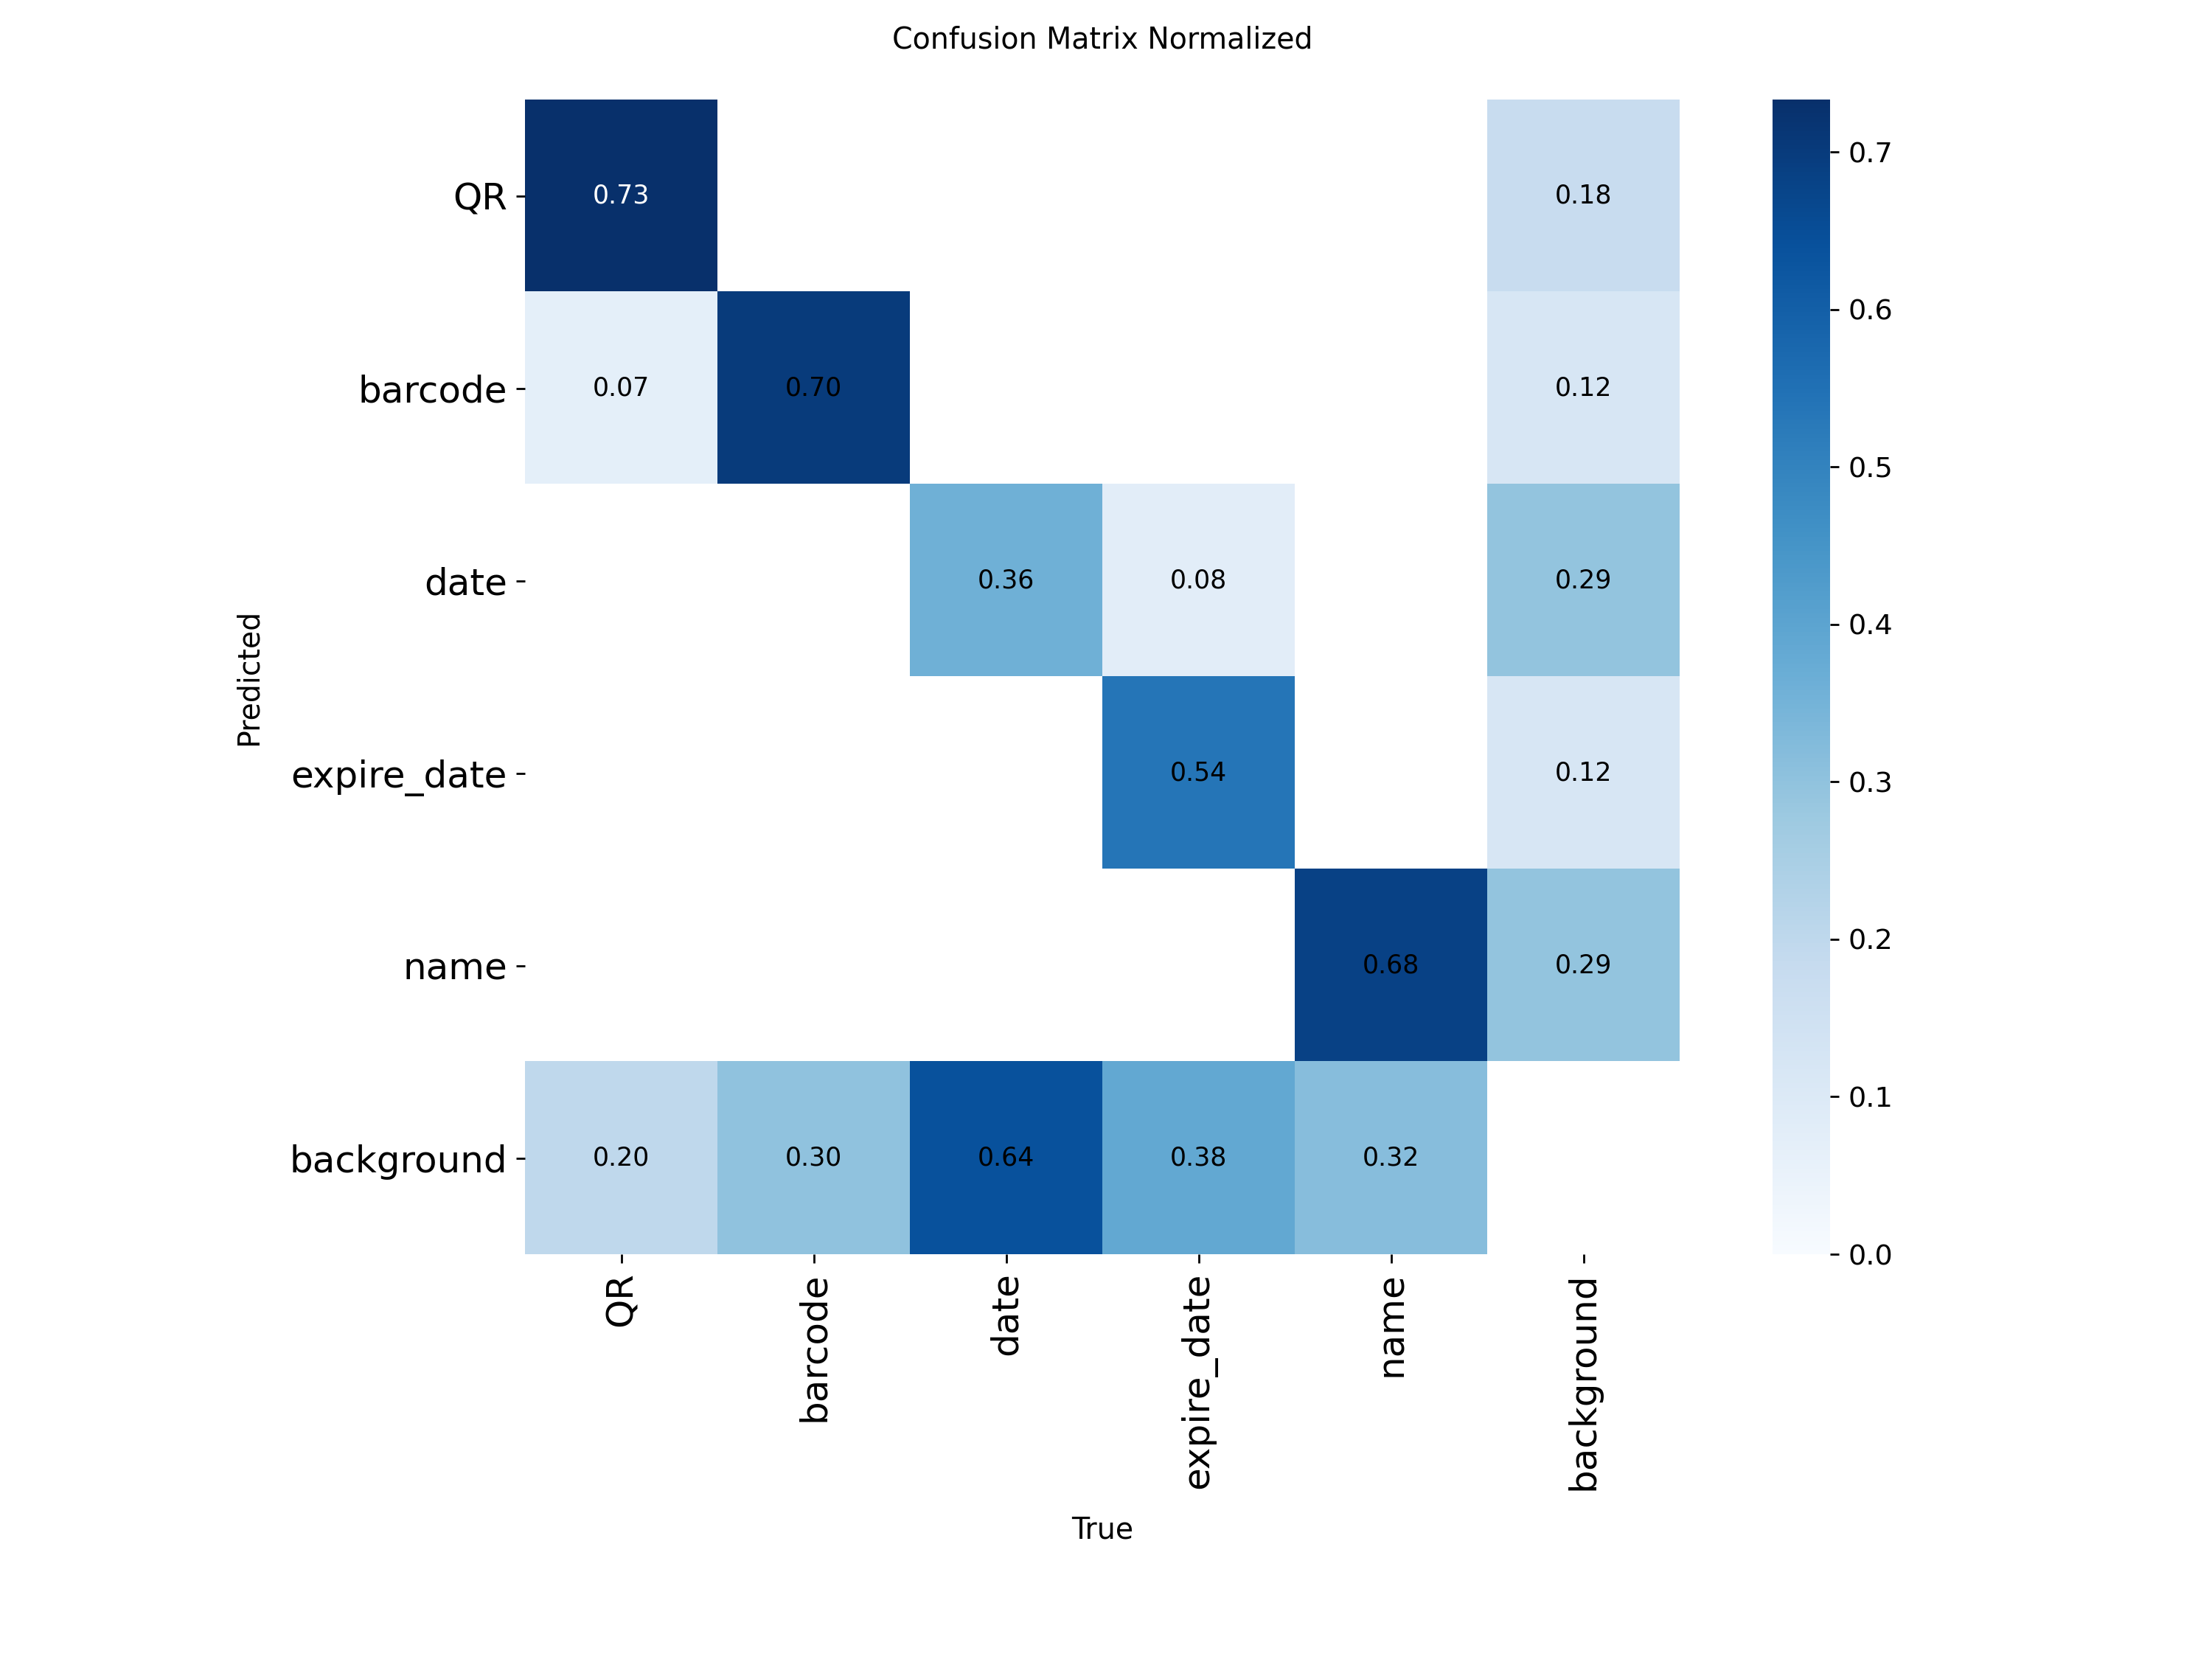 Confusion Matrix Normalized
QR
0.73
0.18
0.7
barcode
0.07
0.70
0.12
0.6
date
0.36
0.08
0.29
0.5
expire_date
0.54
0.12
0.4
name
0.68
0.29
0.3
background
0.20
0.30
0.64
0.38
0.32
0.2
0.1
0.0
Predicted
QR
barcode
date
expire_date
name
background
True